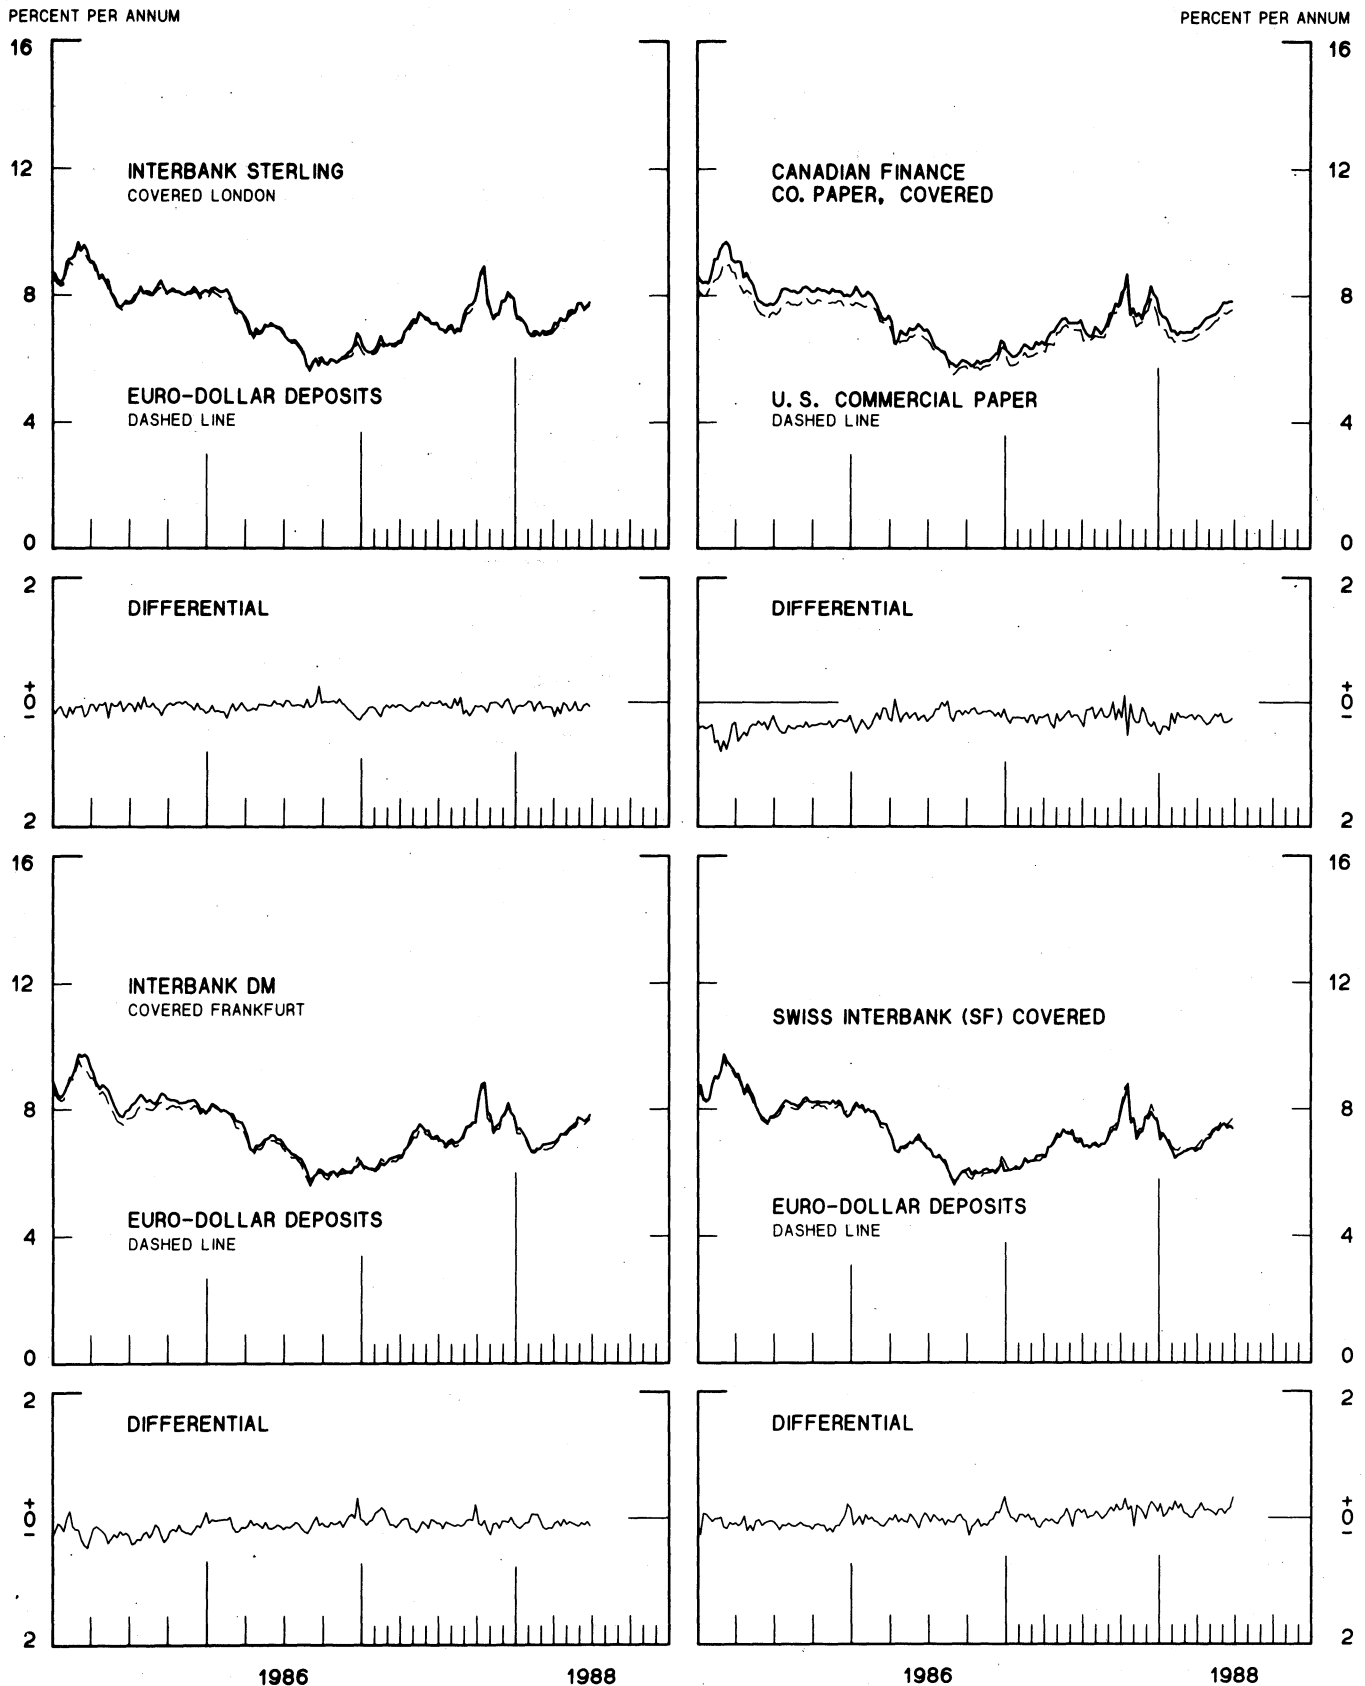 PERCENT PER ANNUM
PERCENT PER ANNUM
16
16
INTERBANK STERLING
COVERED LONDON
CANADIAN FINANCE
CO. PAPER, COVERED
12
12
8
8
EURO-DOLLAR DEPOSITS
DASHED LINE
U. S. COMMERCIAL PAPER
DASHED LINE
4
4
0
0
2
2
DIFFERENTIAL
DIFFERENTIAL
+
0
–
+
0
–
2
2
16
16
INTERBANK DM
COVERED FRANKFURT
SWISS INTERBANK (SF) COVERED
12
12
8
8
EURO-DOLLAR DEPOSITS
DASHED LINE
EURO-DOLLAR DEPOSITS
DASHED LINE
4
4
0
0
2
2
DIFFERENTIAL
DIFFERENTIAL
+
0
–
+
0
–
2
2
1986
1988
1986
1988